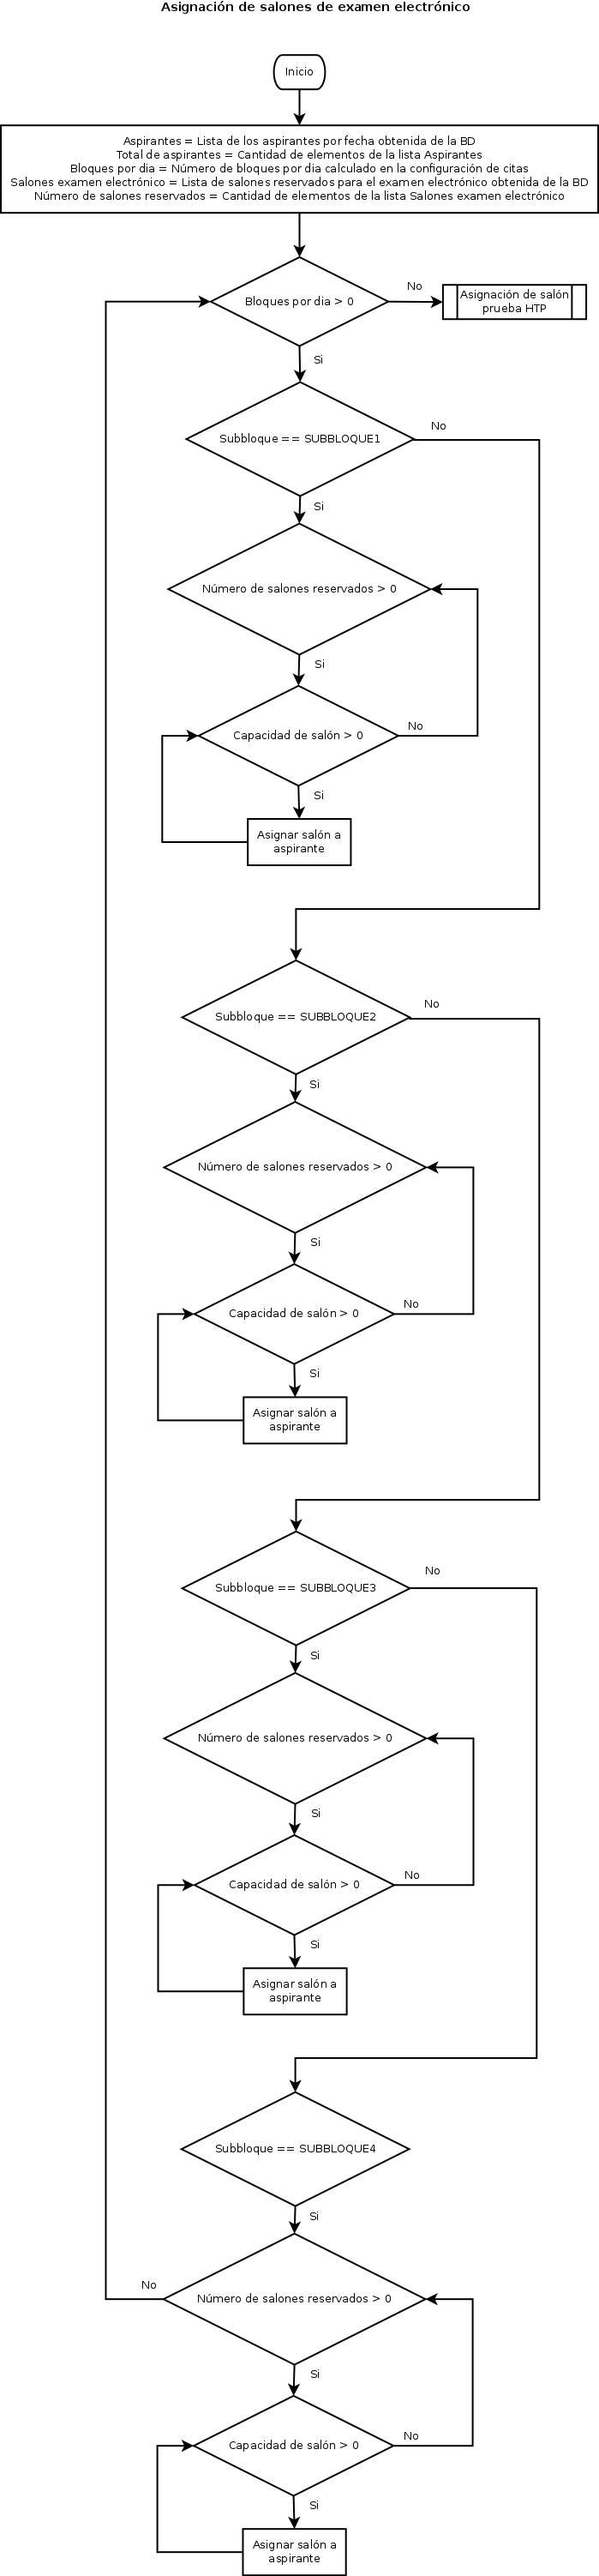 Asignación de salones de examen electrónico
Inicio
Aspirantes = Lista de los aspirantes por fecha obtenida de la BD
Total de aspirantes = Cantidad de elementos de la lista Aspirantes
Bloques por dia = Número de bloques por dia calculado en la configuración de citas
Salones examen electrónico = Lista de salones reservados para el examen electrónico obtenida de la BD
Número de salones reservados = Cantidad de elementos de la lista Salones examen electrónico
Bloques por dia > 0
No
Asignación de salón
prueba HTP
Si
Subbloque == SUBBLOQUE1
No
Si
Número de salones reservados > 0
Si
Capacidad de salón > 0
No
Si
Asignar salón a
aspirante
Subbloque == SUBBLOQUE2
No
Si
Número de salones reservados > 0
Si
Capacidad de salón > 0
No
Si
Asignar salón a
aspirante
Subbloque == SUBBLOQUE3
No
Si
Número de salones reservados > 0
Si
Capacidad de salón > 0
No
Si
Asignar salón a
aspirante
Subbloque == SUBBLOQUE4
Si
No
Número de salones reservados > 0
Si
Capacidad de salón > 0
No
Si
Asignar salón a
aspirante